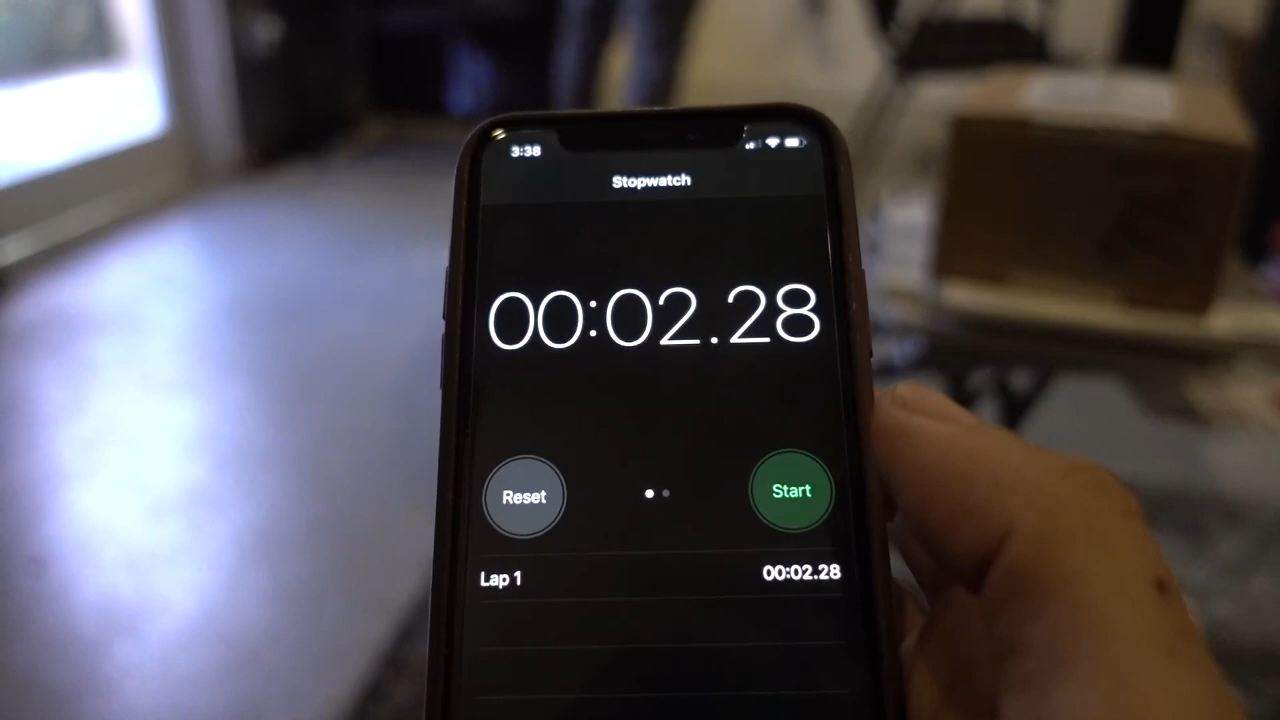 3:38
Stopwatch
00:02.28
Reset
Start
Lap 1 00:02.28